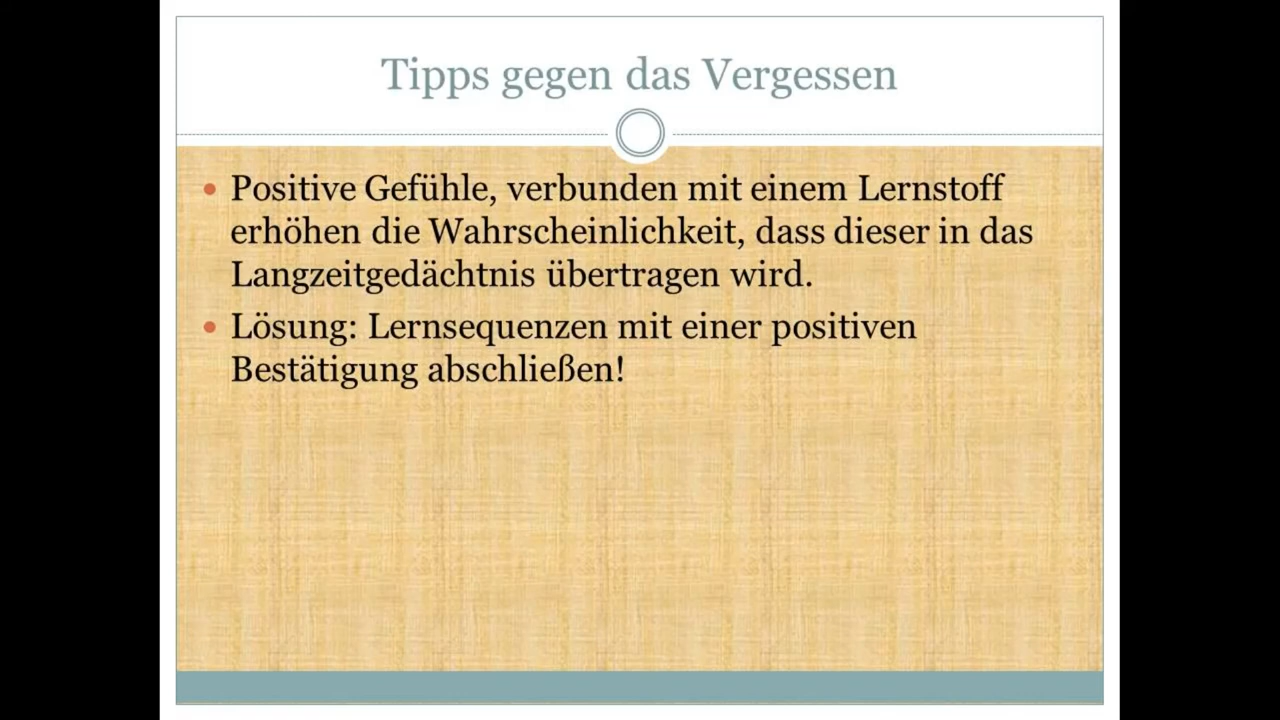 Tipps gegen das Vergessen
• Positive Gefühle, verbunden mit einem Lernstoff
erhöhen die Wahrscheinlichkeit, dass dieser in das
Langzeitgedächtnis übertragen wird.
• Lösung: Lernsequenzen mit einer positiven
Bestätigung abschließen!